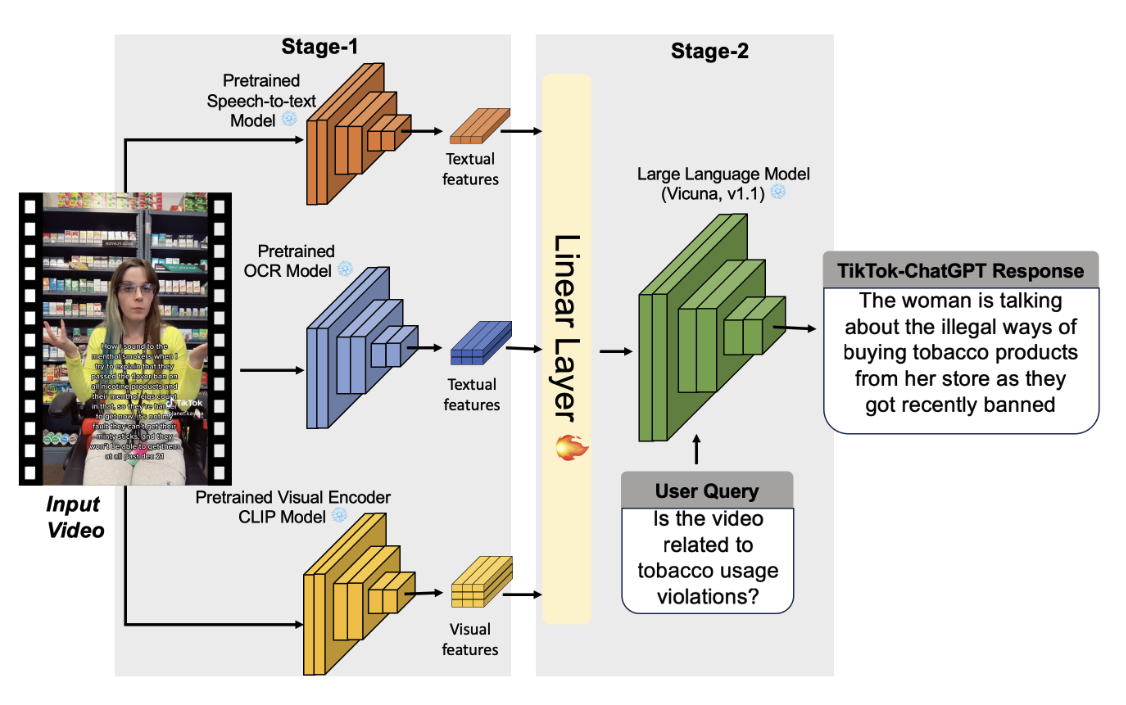 Stage-1
Stage-2
Pretrained
Speech-to-text
Model
Textual
features
Pretrained
OCR Model
Textual
features
Pretrained Visual Encoder
CLIP Model
Visual
features
Input
Video
How I sound to the
menthol smokers when I
try to explain that they
passed the flavor ban on
all nicotine products and
their menthol cigs count
in that, so they're harder
to get now, it's not my
fault they can't get their
minty sticks, and they
won't be able to get them
at all past dec 21
TikTok
Linear Layer
Large Language Model
(Vicuna, v1.1)
User Query
Is the video
related to
tobacco usage
violations?
TikTok-ChatGPT Response
The woman is talking
about the illegal ways of
buying tobacco products
from her store as they
got recently banned